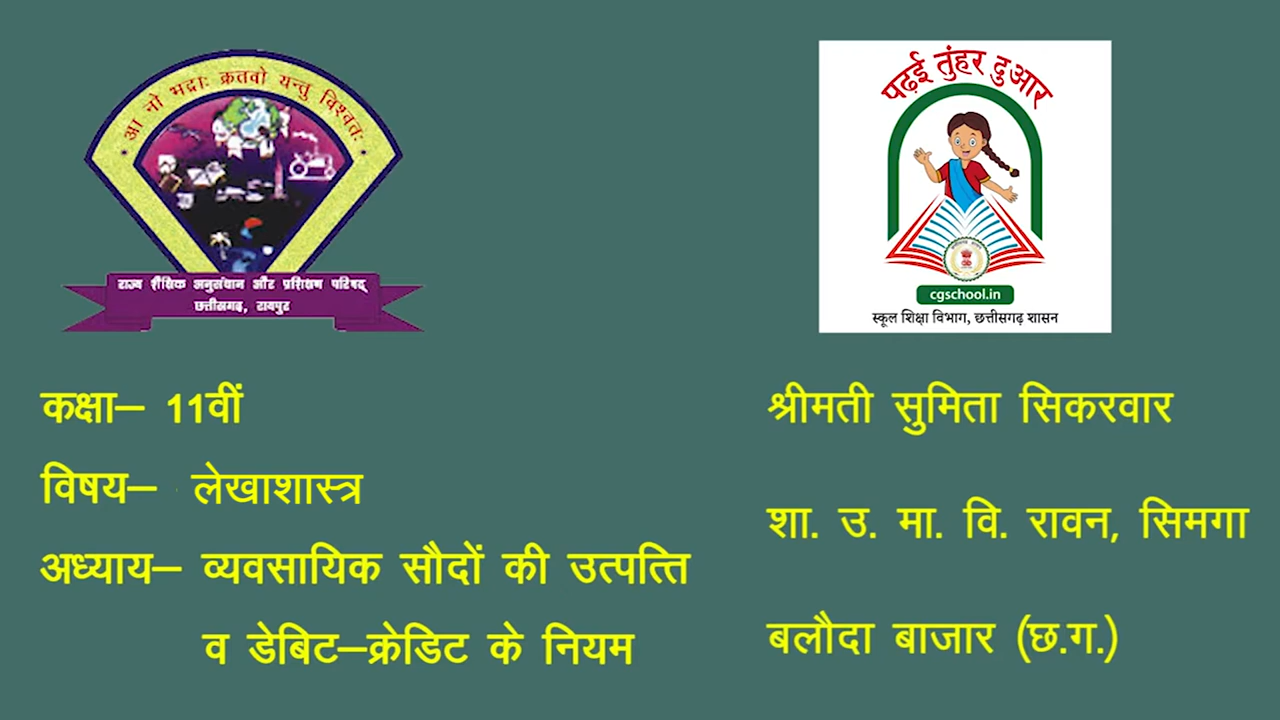 आ नो भद्राः क्रतवो यन्तु विश्वतः
राज्य शैक्षिक अनुसंधान और प्रशिक्षण परिषद्
छत्तीसगढ़, रायपुर
पढ़ई तुंहर दुआर
cgschool.in
स्कूल शिक्षा विभाग, छत्तीसगढ़ शासन
कक्षा– 11वीं
विषय– लेखाशास्त्र
अध्याय– व्यवसायिक सौदों की उत्पत्ति
व डेबिट–क्रेडिट के नियम
श्रीमती सुमिता सिकरवार
शा. उ. मा. वि. रावन, सिमगा
बलौदा बाजार (छ.ग.)